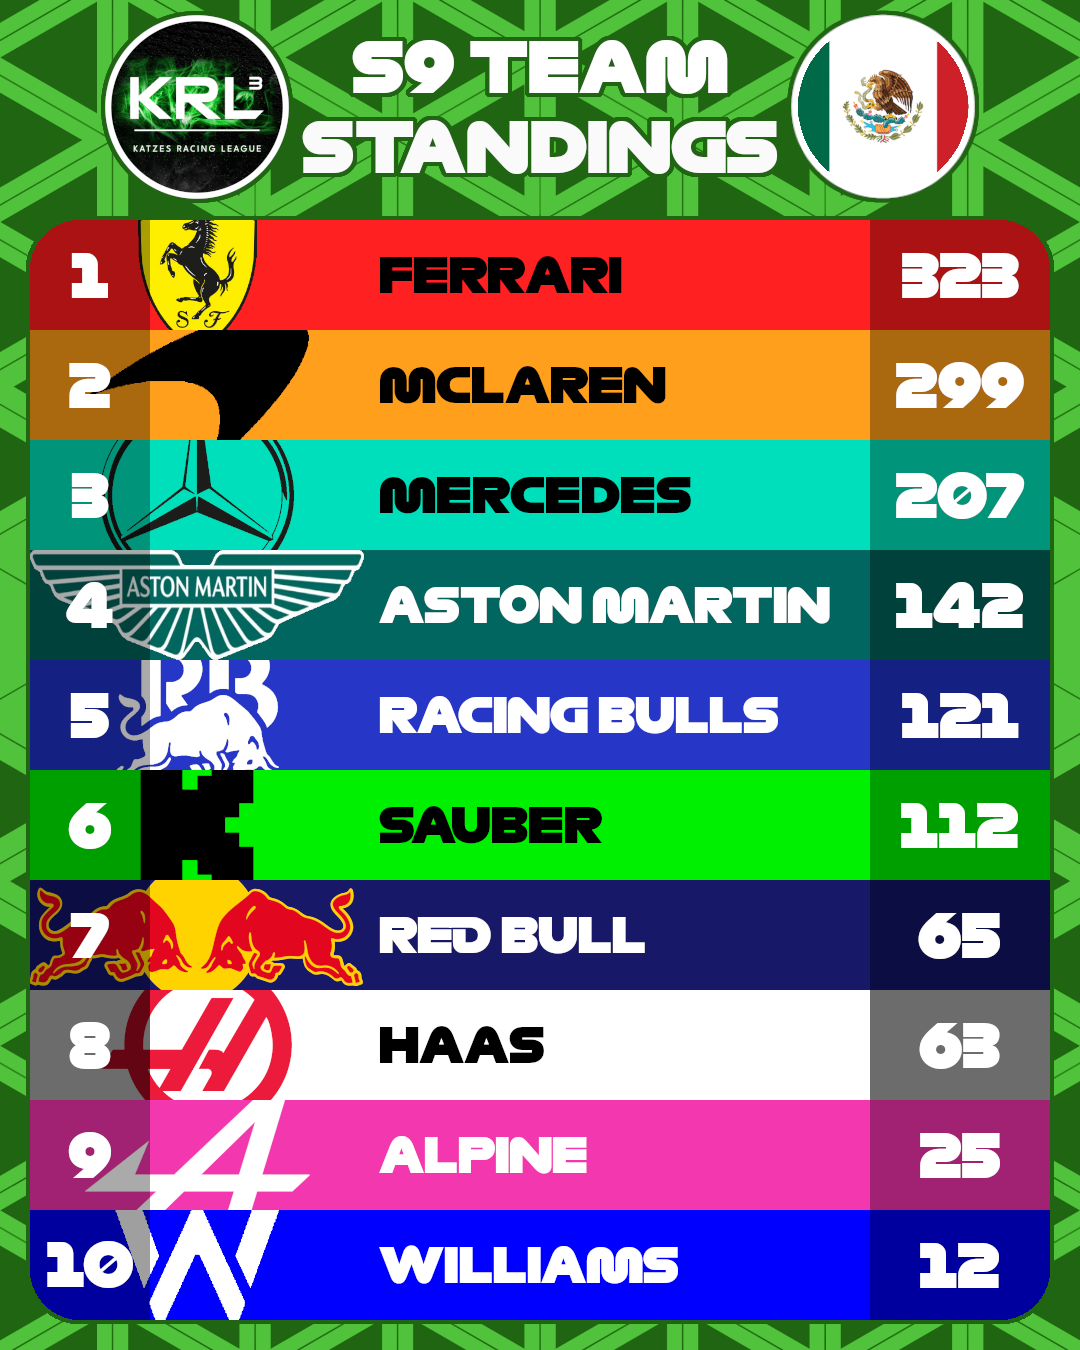 KRL3
KATZES RACING LEAGUE
S9 TEAM
STANDINGS
1 S F FERRARI 323
2 MCLAREN 299
3 MERCEDES 207
4 ASTON MARTIN ASTON MARTIN 142
5 RB RACING BULLS 121
6 K SAUBER 112
7 RED BULL 65
8 H HAAS 63
9 A ALPINE 25
10 W WILLIAMS 12